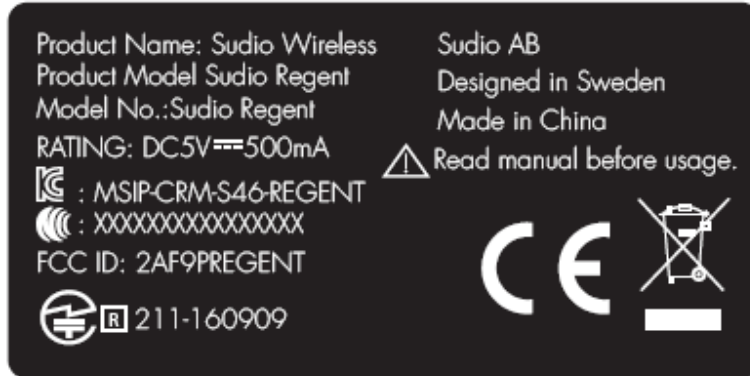 Product Name: Sudio Wireless
Product Model Sudio Regent
Model No.:Sudio Regent
RATING: DC5V⎓500mA
: MSIP-CRM-S46-REGENT
: XXXXXXXXXXXXXXXX
FCC ID: 2AF9PREGENT
R 211-160909
Sudio AB
Designed in Sweden
Made in China
Read manual before usage.
CE